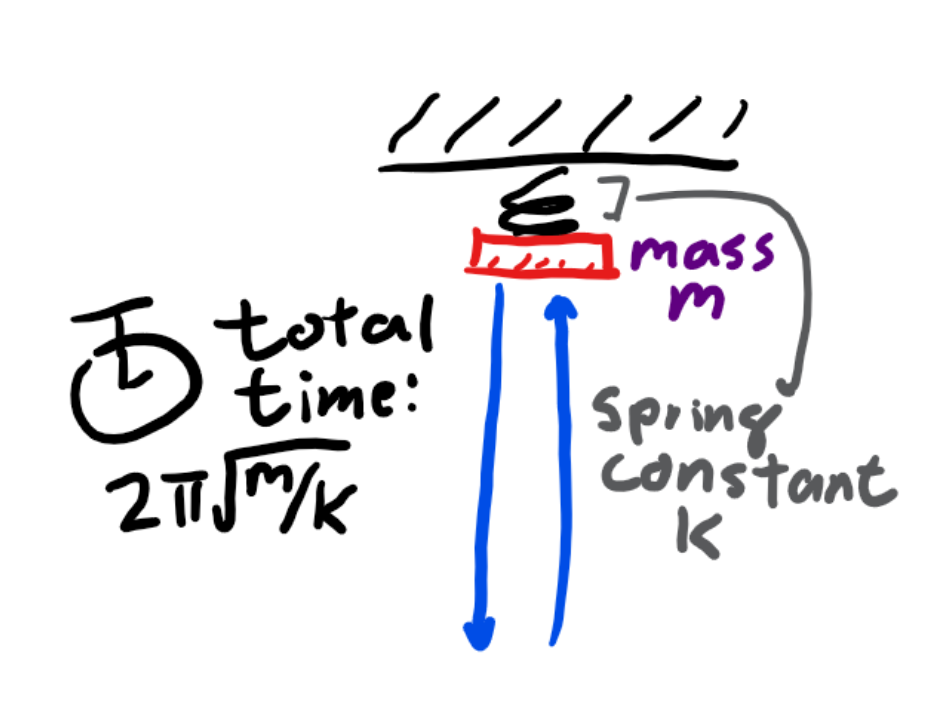 mass
m
total
time:
2π√m/k
Spring
constant
k